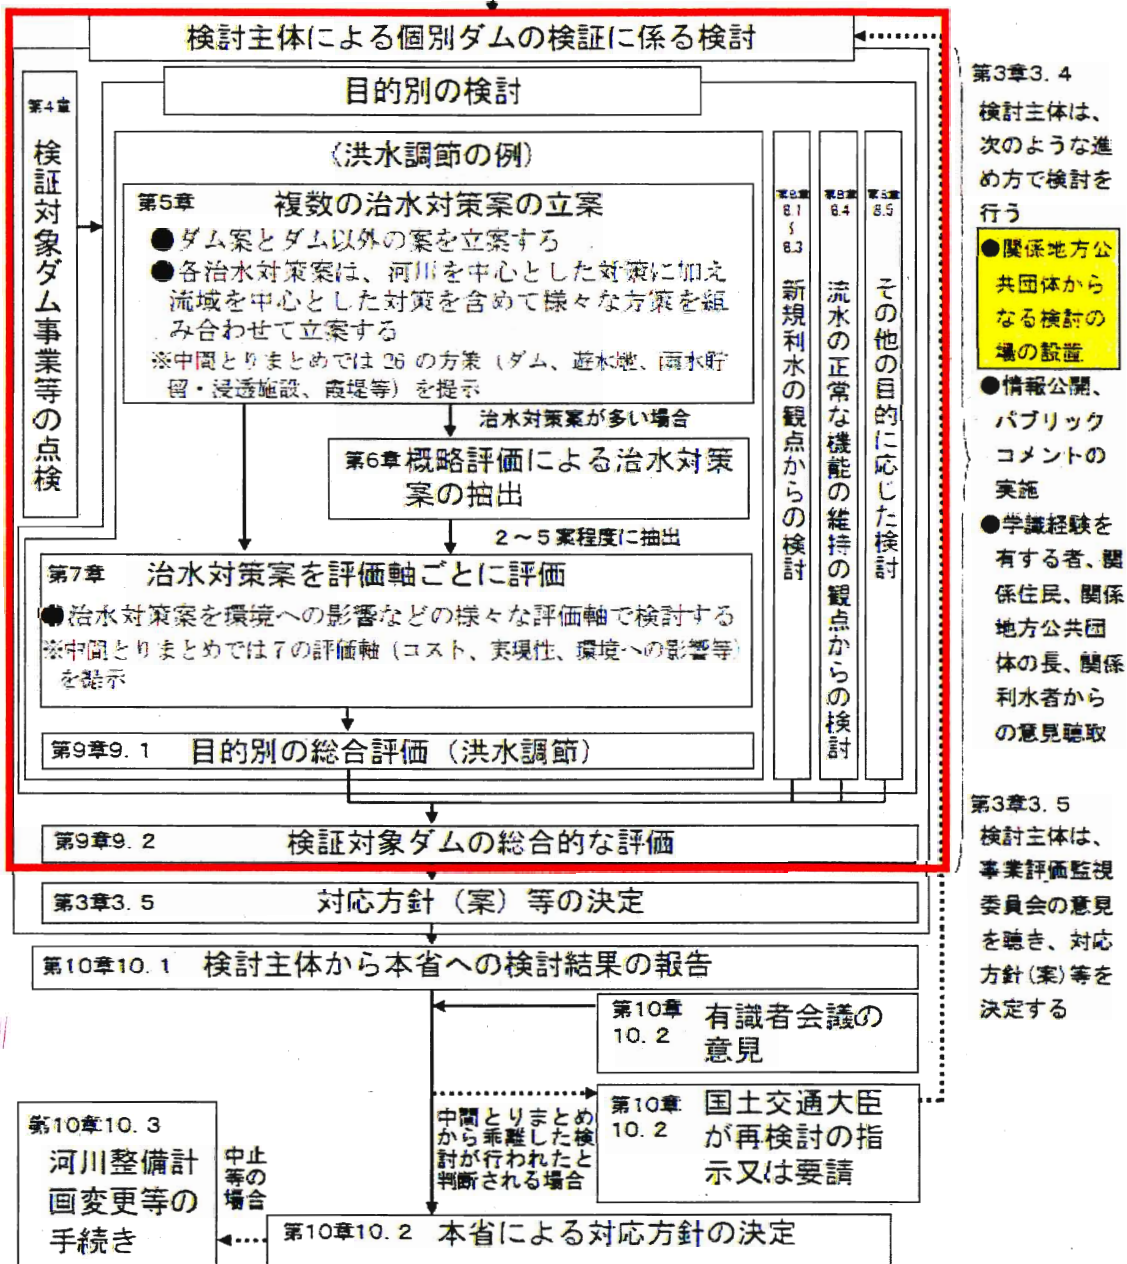 検討主体による個別ダムの検証に係る検討
目的別の検討
第4章
検証対象ダム事業等の点検
(洪水調節の例)
第5章 複数の治水対策案の立案
●ダム案とダム以外の案を立案する
●各治水対策案は、河川を中心とした対策に加え
流域を中心とした対策を含めて様々な方策を組
み合わせて立案する
※中間とりまとめでは 26 の方策（ダム、遊水地、雨水貯
留・浸透施設、霞堤等）を提示
治水対策案が多い場合
第6章 概略評価による治水対策
案の抽出
2～5案程度に抽出
第7章 治水対策案を評価軸ごとに評価
●治水対策案を環境への影響などの様々な評価軸で検討する
※中間とりまとめでは7の評価軸（コスト、実現性、環境への影響等）
を提示
第9章9.1 目的別の総合評価（洪水調節）
第8章
8.1
～
8.3
新規利水の観点からの検討
第8章
8.4
流水の正常な機能の維持の観点からの検討
第8章
8.5
その他の目的に応じた検討
第9章9.2 検証対象ダムの総合的な評価
第3章3.5 対応方針（案）等の決定
第10章10.1 検討主体から本省への検討結果の報告
第10章
10.2
有識者会議の
意見
中間とりまとめ
から乖離した検
討が行われたと
判断される場合
第10章
10.2
国土交通大臣
が再検討の指
示又は要請
第10章10.2 本省による対応方針の決定
中止
等の
場合
第10章10.3
河川整備計
画変更等の
手続き
第3章3.4
検討主体は、
次のような進
め方で検討を
行う
●関係地方公
共団体から
なる検討の
場の設置
●情報公開、
パブリック
コメントの
実施
●学識経験を
有する者、関
係住民、関係
地方公共団
体の長、関係
利水者から
の意見聴取
第3章3.5
検討主体は、
事業評価監視
委員会の意見
を聴き、対応
方針(案)等を
決定する